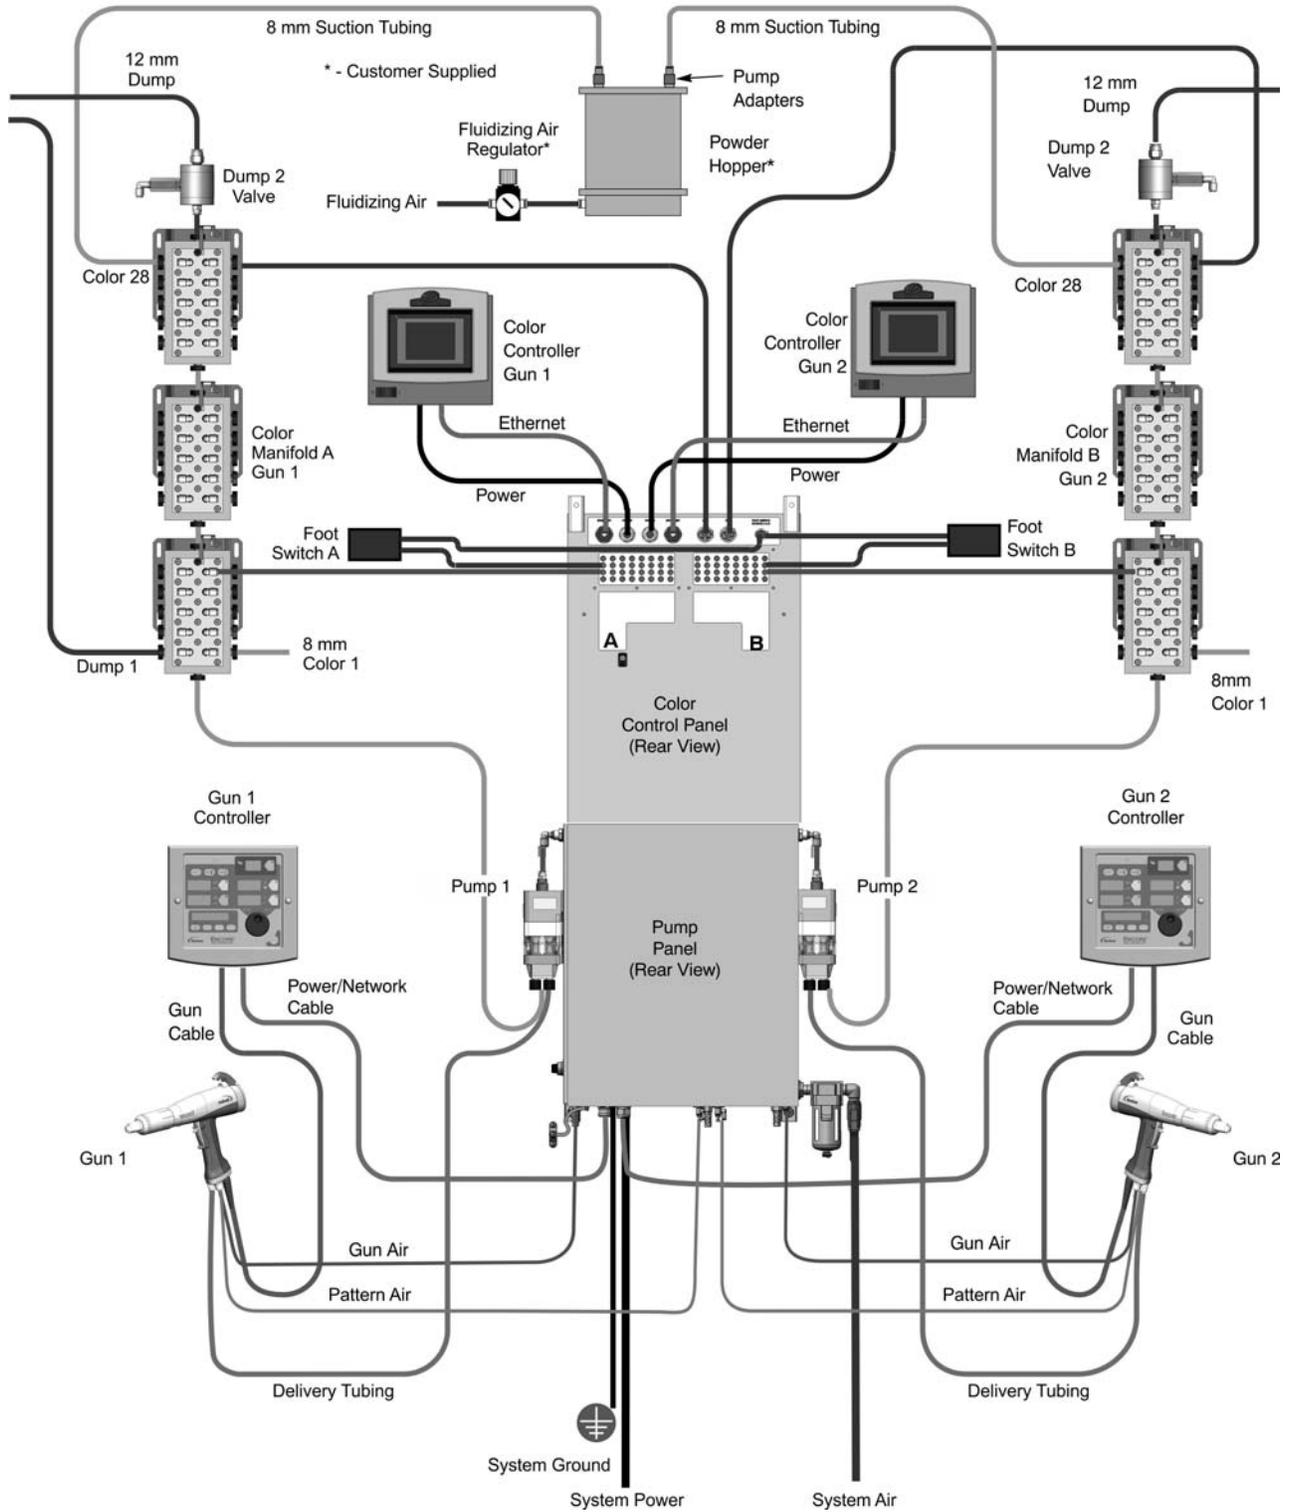 8 mm Suction Tubing
8 mm Suction Tubing
12 mm
Dump
* - Customer Supplied
Pump
Adapters
12 mm
Dump
Fluidizing Air
Regulator*
Powder
Hopper*
Dump 2
Valve
Dump 2
Valve
Fluidizing Air
Color 28
Color 28
Color
Controller
Gun 1
Color
Controller
Gun 2
Ethernet
Ethernet
Color
Manifold A
Gun 1
Color
Manifold B
Gun 2
Power
Power
Foot
Switch A
Foot
Switch B
A
B
Dump 1
8 mm
Color 1
8mm
Color 1
Color
Control Panel
(Rear View)
Gun 1
Controller
Gun 2
Controller
Pump 1
Pump 2
Pump
Panel
(Rear View)
Power/Network
Cable
Power/Network
Cable
Gun
Cable
Gun
Cable
Gun 1
Gun 2
Gun Air
Gun Air
Pattern Air
Pattern Air
Delivery Tubing
Delivery Tubing
System Ground
System Power
System Air